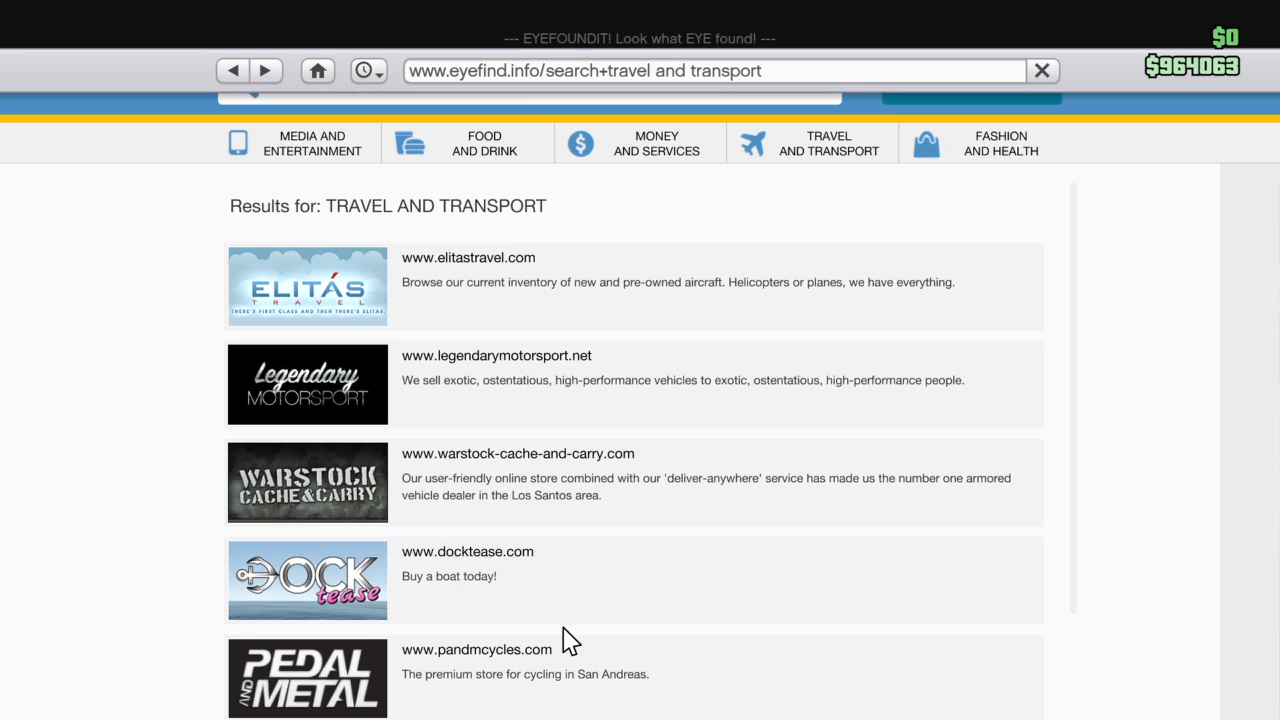 --- EYEFOUNDIT! Look what EYE found! ---
$0
$964063
www.eyefind.info/search+travel and transport
MEDIA AND
ENTERTAINMENT
FOOD
AND DRINK
MONEY
AND SERVICES
TRAVEL
AND TRANSPORT
FASHION
AND HEALTH
Results for: TRAVEL AND TRANSPORT
ELITÁS
TRAVEL
THERE'S FIRST CLASS AND THEN THERE'S ELITAS.
www.elitastravel.com
Browse our current inventory of new and pre-owned aircraft. Helicopters or planes, we have everything.
Legendary
MOTORSPORT
www.legendarymotorsport.net
We sell exotic, ostentatious, high-performance vehicles to exotic, ostentatious, high-performance people.
WARSTOCK
CACHE&CARRY
www.warstock-cache-and-carry.com
Our user-friendly online store combined with our 'deliver-anywhere' service has made us the number one armored
vehicle dealer in the Los Santos area.
DOCK
tease
www.docktease.com
Buy a boat today!
PEDAL
AND METAL
www.pandmcycles.com
The premium store for cycling in San Andreas.